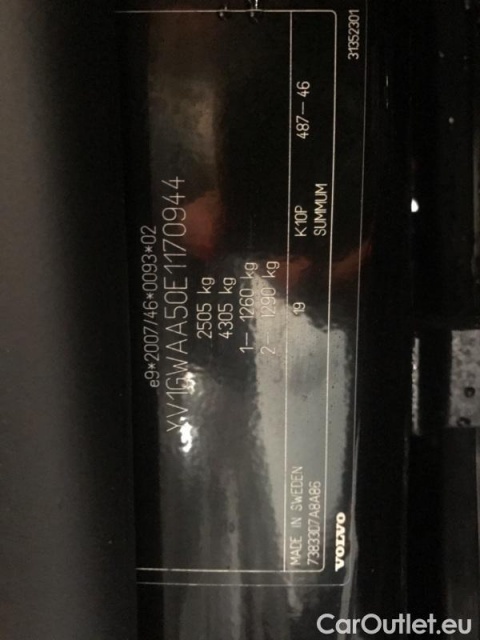 e9*2007/46*0093*02
YV1GWAA50E1170944
2505 kg
4305 kg
1— 1260 kg
2— 1290 kg
19 K10P 487—46
SUMMUM
MADE IN SWEDEN
7383307A8A86
VOLVO
31352301
CarOutlet.eu